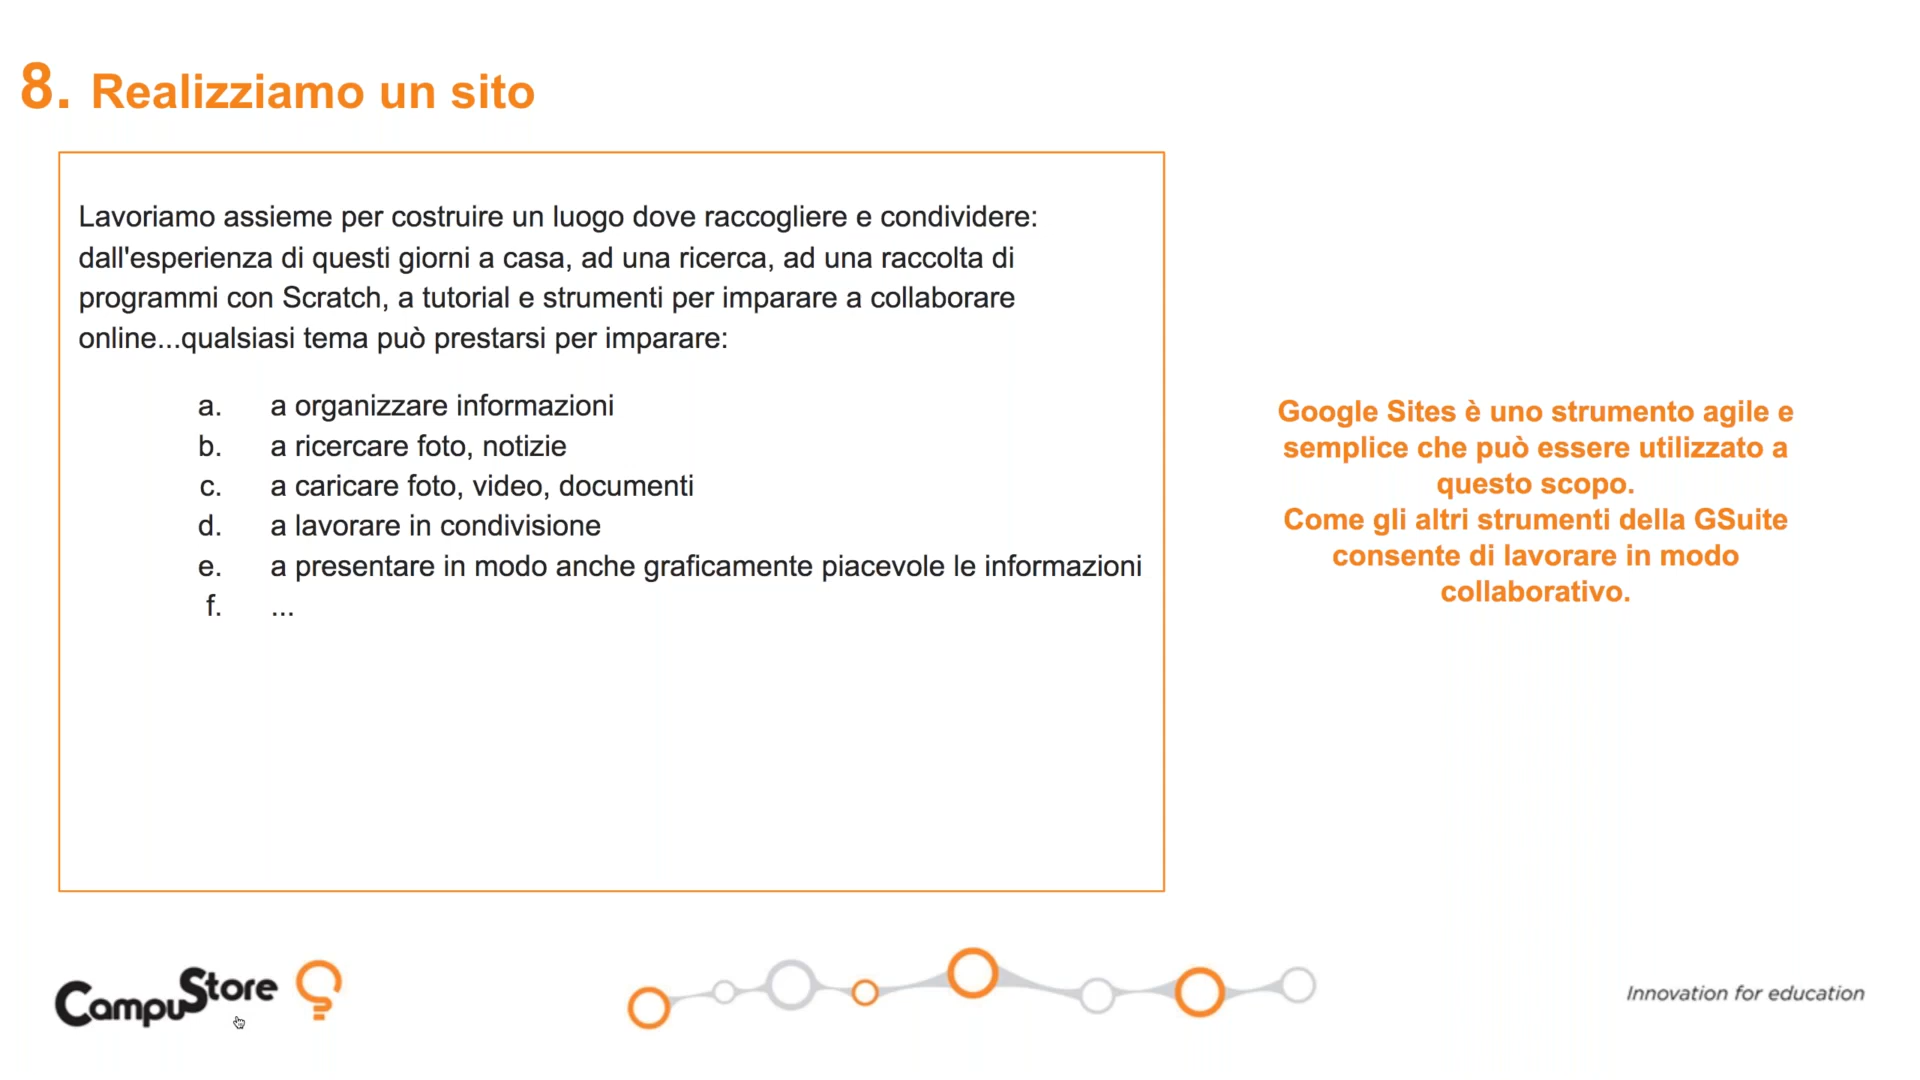 8. Realizziamo un sito
Lavoriamo assieme per costruire un luogo dove raccogliere e condividere:
dall'esperienza di questi giorni a casa, ad una ricerca, ad una raccolta di
programmi con Scratch, a tutorial e strumenti per imparare a collaborare
online...qualsiasi tema può prestarsi per imparare:
a. a organizzare informazioni
b. a ricercare foto, notizie
c. a caricare foto, video, documenti
d. a lavorare in condivisione
e. a presentare in modo anche graficamente piacevole le informazioni
f. ...
Google Sites è uno strumento agile e
semplice che può essere utilizzato a
questo scopo.
Come gli altri strumenti della GSuite
consente di lavorare in modo
collaborativo.
CampuStore
Innovation for education